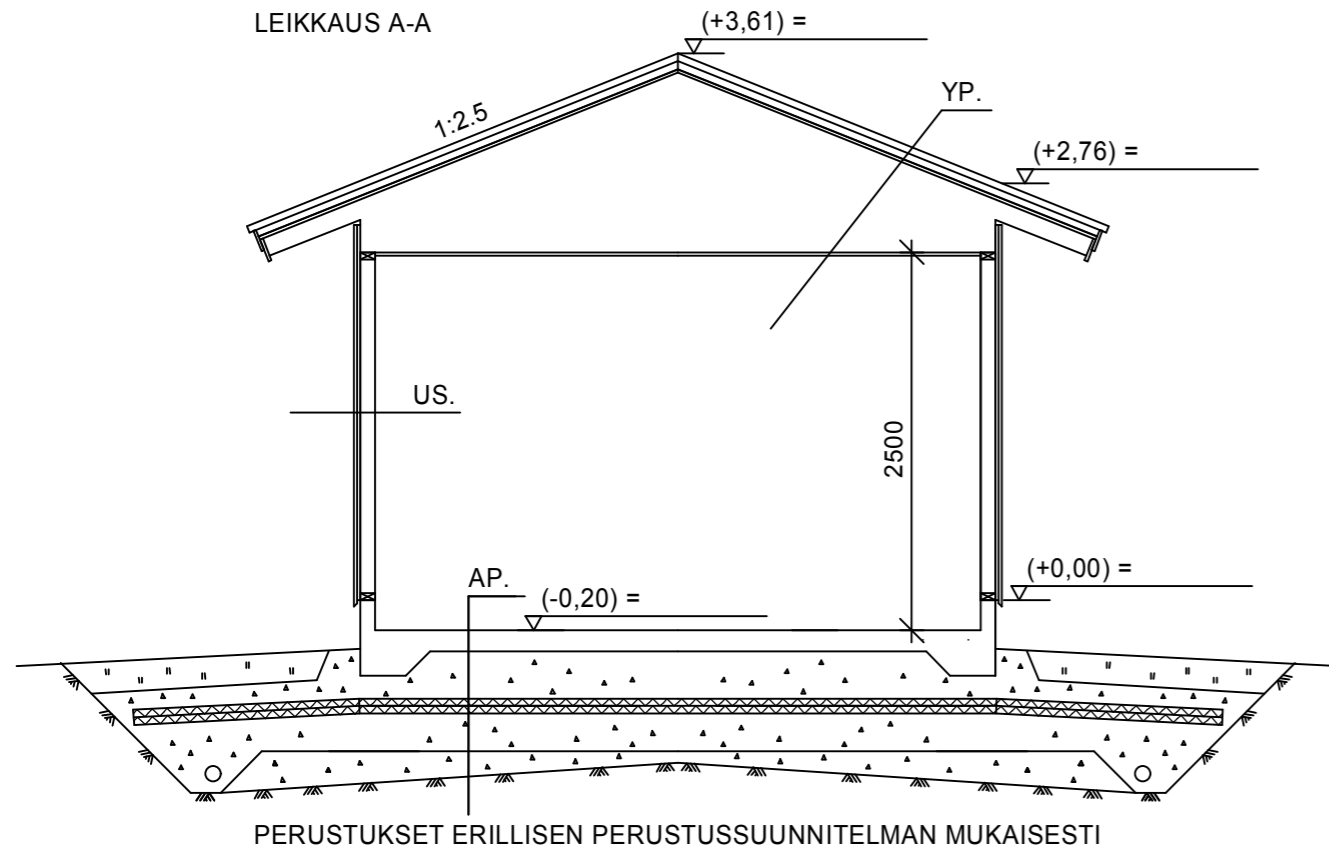 LEIKKAUS A-A
(+3,61) =
1:2.5
YP.
(+2,76) =
US.
2500
AP.
(-0,20) =
(+0,00) =
PERUSTUKSET ERILLISEN PERUSTUSSUUNNITELMAN MUKAISESTI